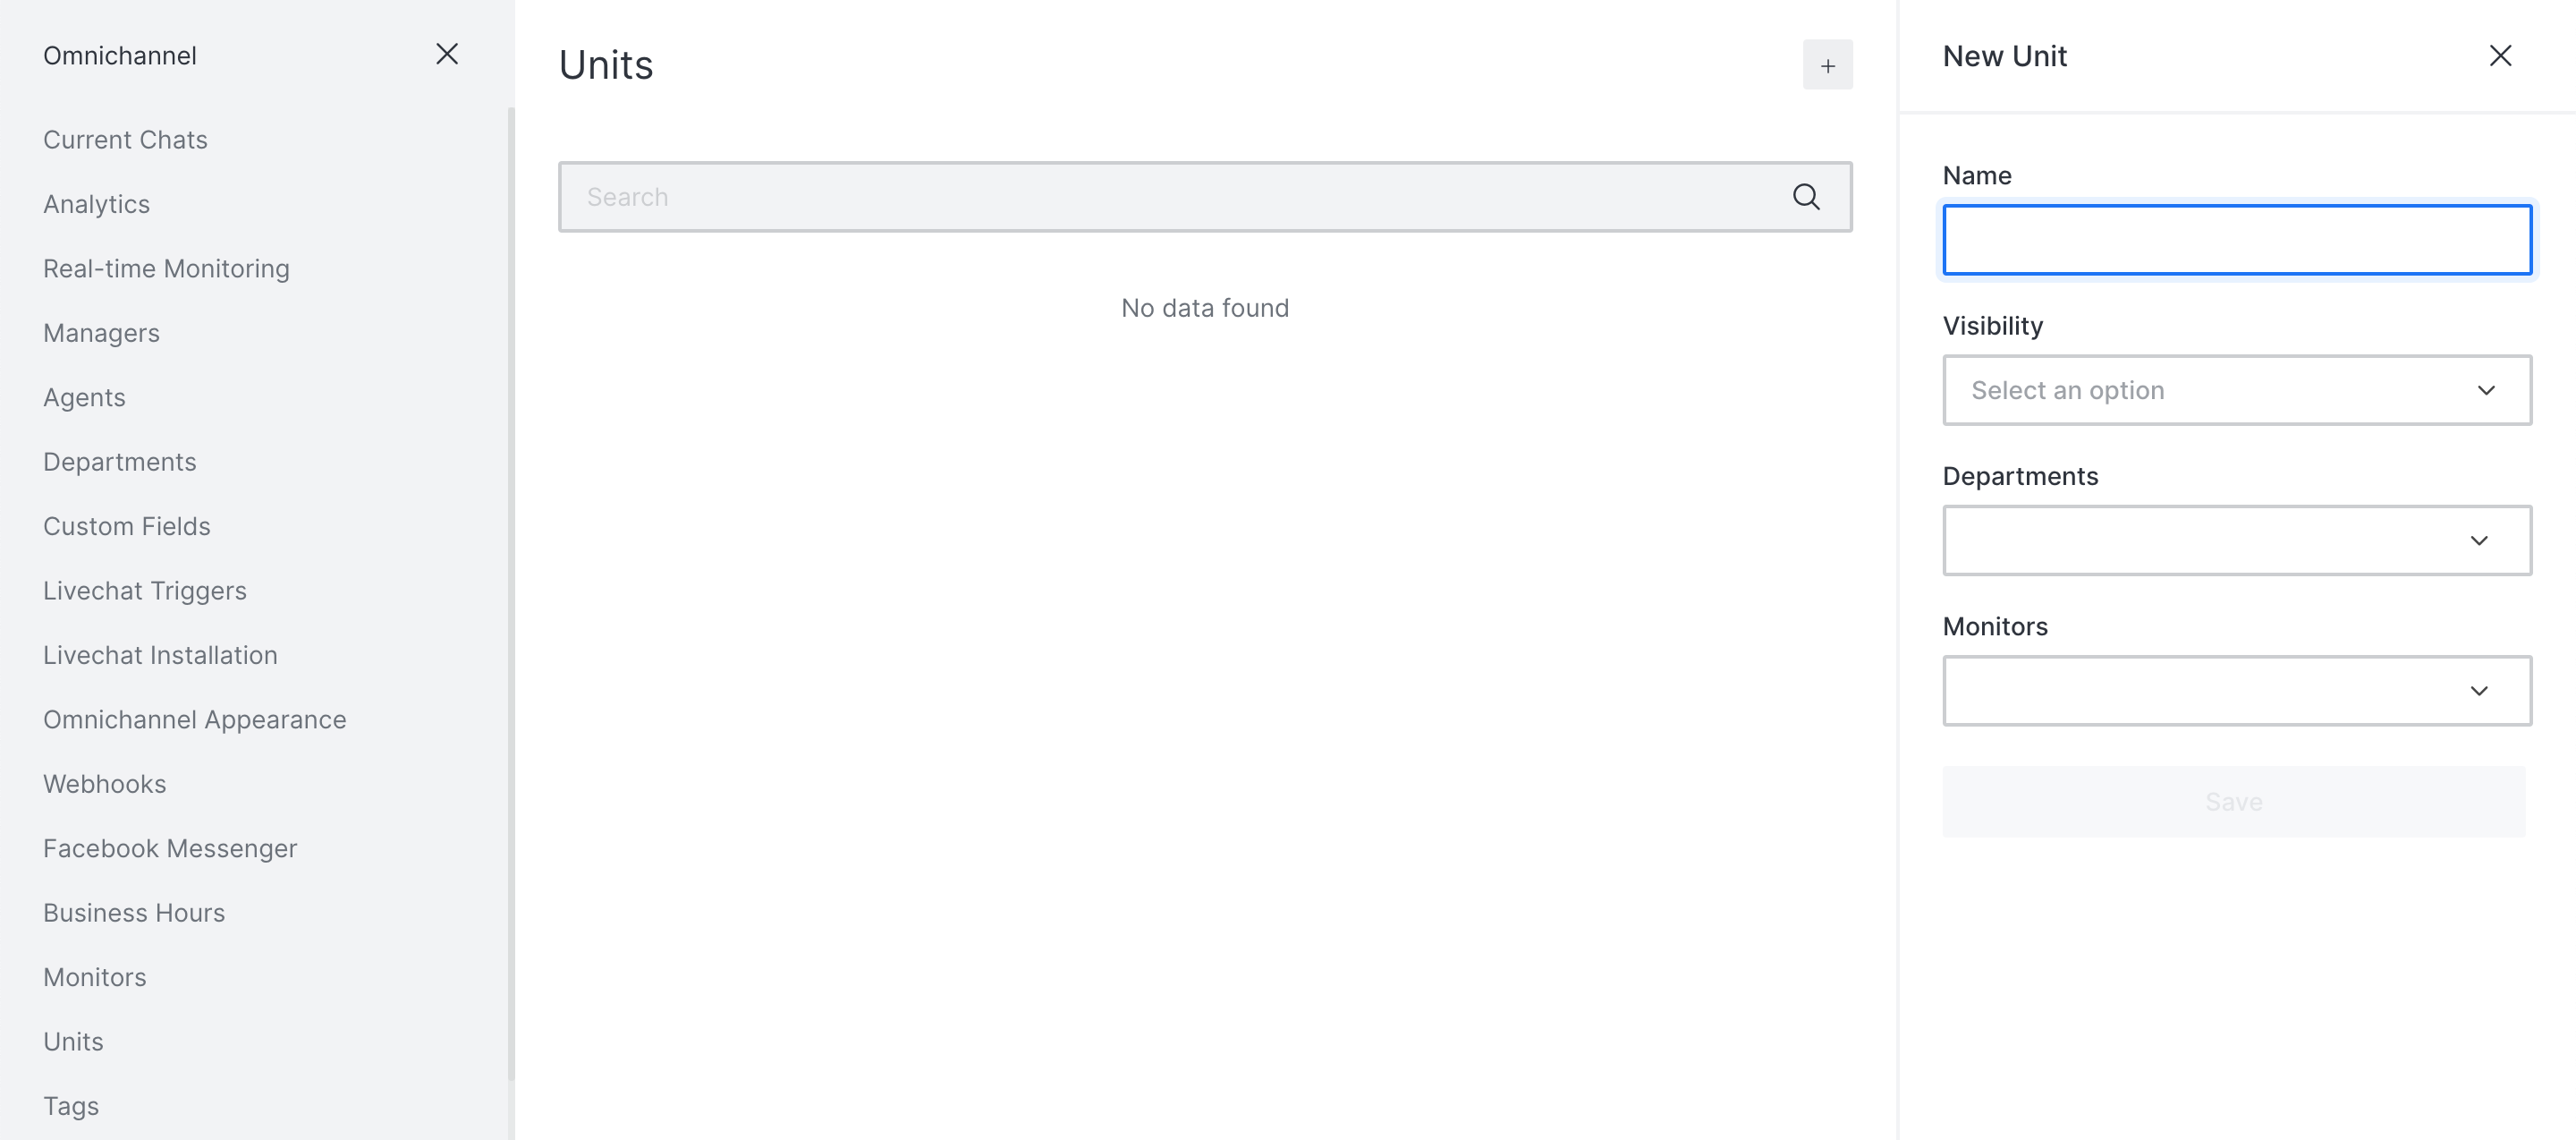 Omnichannel
Current Chats
Analytics
Real-time Monitoring
Managers
Agents
Departments
Custom Fields
Livechat Triggers
Livechat Installation
Omnichannel Appearance
Webhooks
Facebook Messenger
Business Hours
Monitors
Units
Tags
Units
Search
No data found
New Unit
Name
Visibility
Select an option
Departments
Monitors
Save